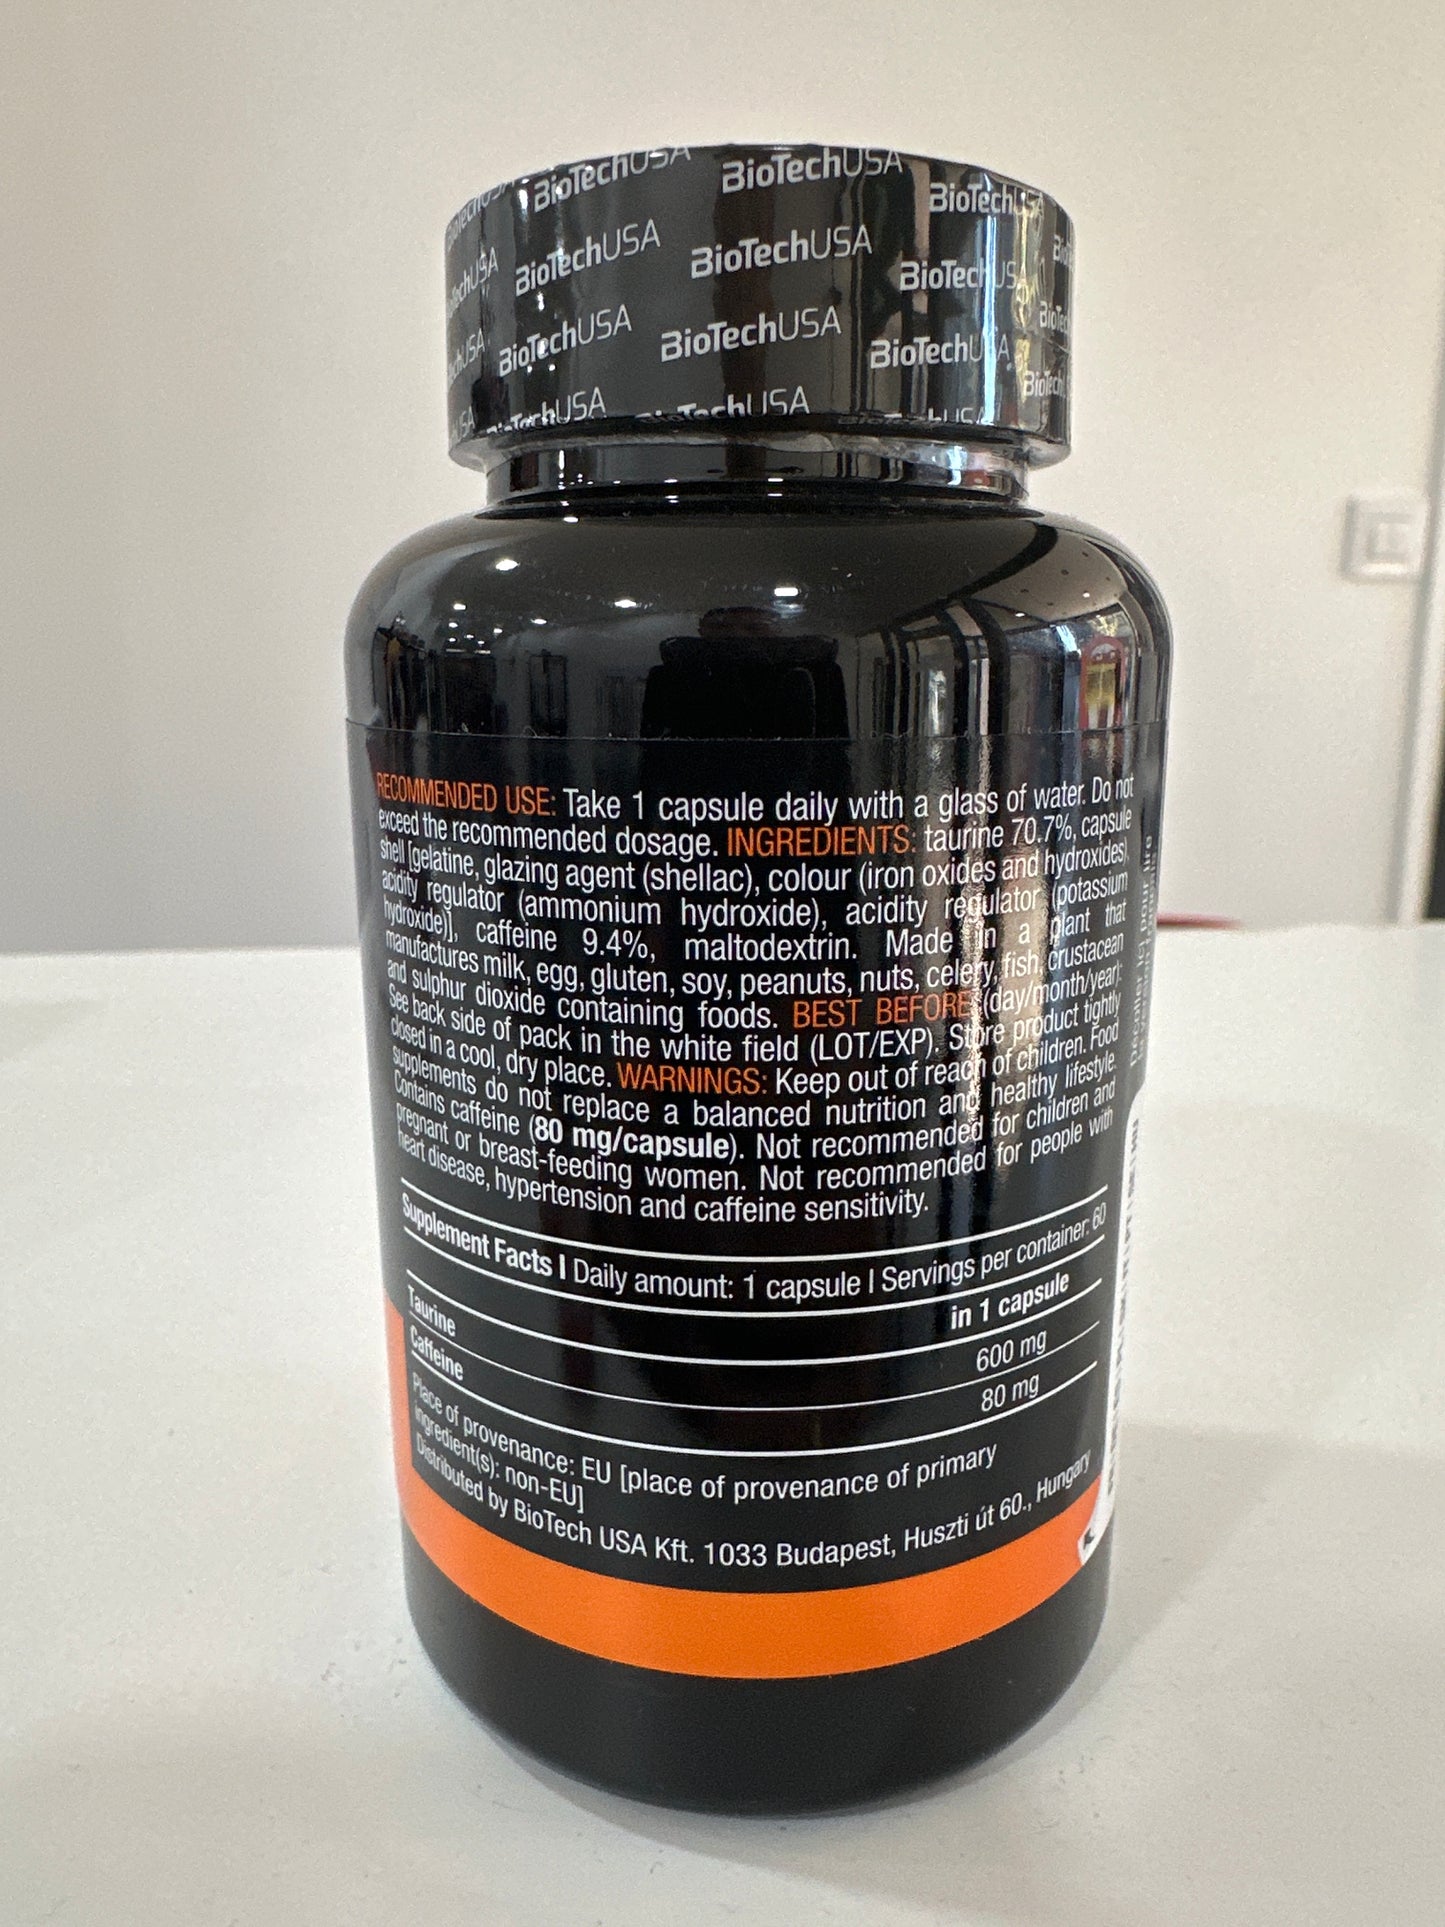 BioTechUSA BioTechUSA BioTech
BioTechUSA BioTechUSA BioTechUS
BioTechUSA BioTechUSA BioTechUSA
BioTechUSA BioTechUSA
RECOMMENDED USE: Take 1 capsule daily with a glass of water. Do not
exceed the recommended dosage. INGREDIENTS: taurine 70.7%, capsule
shell [gelatine, glazing agent (shellac), colour (iron oxides and hydroxides),
acidity regulator (ammonium hydroxide), acidity regulator (potassium
hydroxide)], caffeine 9.4%, maltodextrin. Made in a plant that
manufactures milk, egg, gluten, soy, peanuts, nuts, celery, fish, crustacean
and sulphur dioxide containing foods. BEST BEFORE (day/month/year):
See back side of pack in the white field (LOT/EXP). Store product tightly
closed in a cool, dry place. WARNINGS: Keep out of reach of children. Food
supplements do not replace a balanced nutrition and healthy lifestyle.
Contains caffeine (80 mg/capsule). Not recommended for children and
pregnant or breast-feeding women. Not recommended for people with
heart disease, hypertension and caffeine sensitivity.
Supplement Facts | Daily amount: 1 capsule | Servings per container: 60
in 1 capsule
Taurine 600 mg
Caffeine 80 mg
Place of provenance: EU [place of provenance of primary
ingredient(s): non-EU]
Distributed by BioTech USA Kft. 1033 Budapest, Huszti út 60., Hungary